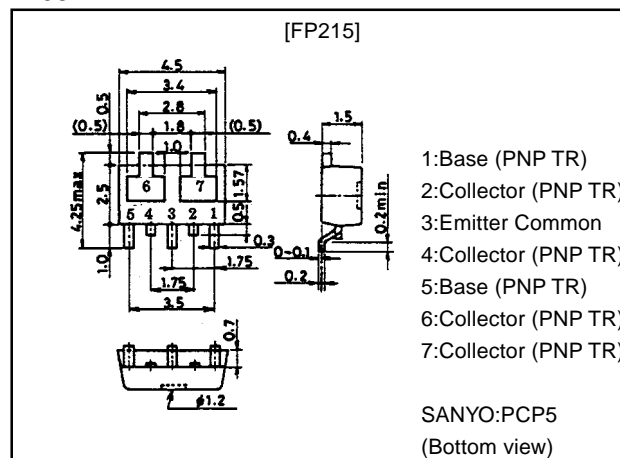 [FP215]
4.5
3.4
2.8
(0.5) 1.8 (0.5)
0.5
1.0
1.5
0.4
4.25max
2.5
6 7
1.57
0.5
5 4 3 2 1
0.3
1.0
1.75
1.75
3.5
0.2min
0-0.1
0.2
0.7
φ1.2
1:Base (PNP TR)
2:Collector (PNP TR)
3:Emitter Common
4:Collector (PNP TR)
5:Base (PNP TR)
6:Collector (PNP TR)
7:Collector (PNP TR)
SANYO:PCP5
(Bottom view)